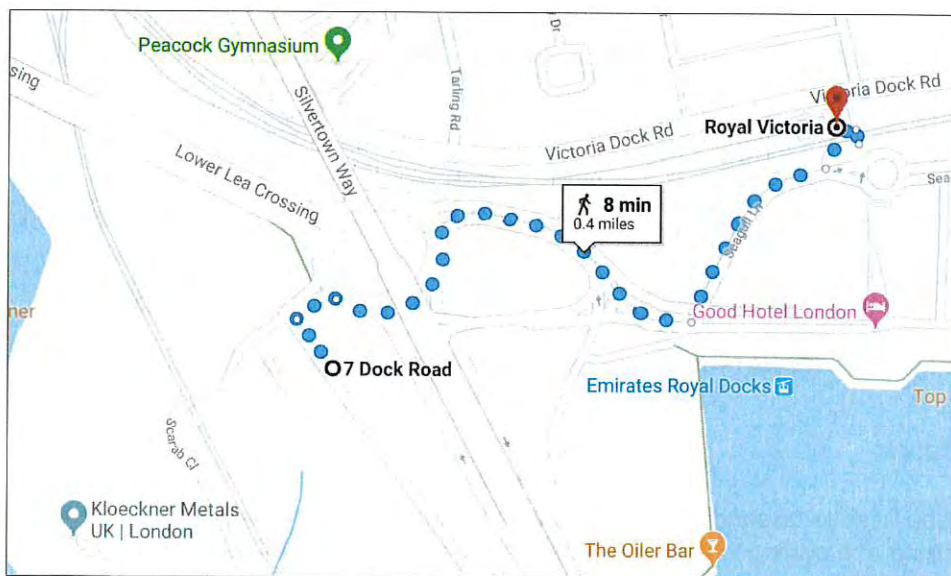 Peacock Gymnasium
Dr
sing
Tarling Rd
Silvertown Way
Victoria Dock Rd
Royal Victoria
Victoria Dock Rd
Lower Lea Crossing
8 min
0.4 miles
Sea
Seagull Ln
ner
Good Hotel London
7 Dock Road
Emirates Royal Docks
Top
Scarab Cl
Kloeckner Metals
UK | London
The Oiler Bar